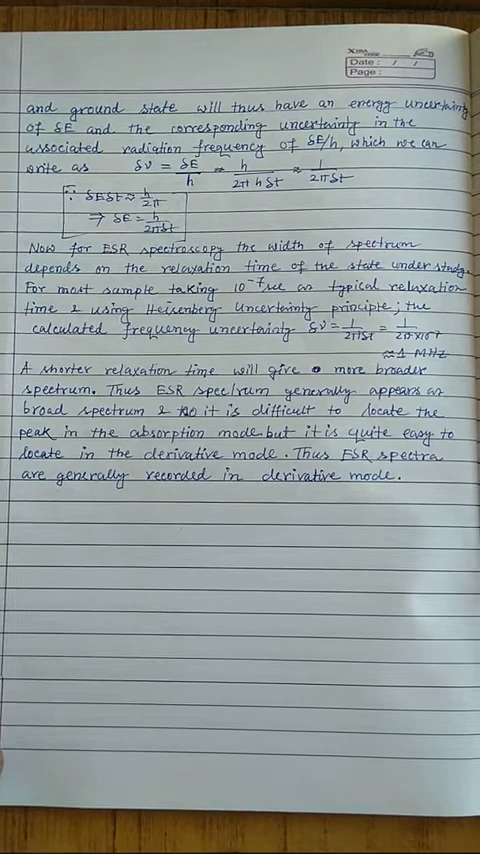 Date : / /
Page :
and ground state will thus have an energy uncertainty
of δE and the corresponding uncertainty in the
associated radiation frequency of δE/h, which we can
write as δν = δE/h ≈ h/2πhδt ≈ 1/2πδt
∵ δEδt ≈ h/2π
⇒ δE = h/2πδt
Now for ESR spectroscopy the width of spectrum
depends on the relaxation time of the state under study.
For most sample taking 10⁻⁷sec as typical relaxation
time & using Heisenberg Uncertainty principle; the
calculated frequency uncertainty δν = 1/2πδt = 1/2π×10⁻⁷
≈ 1 MHz
A shorter relaxation time will give more broader
spectrum. Thus ESR spectrum generally appears as
broad spectrum & so it is difficult to locate the
peak in the absorption mode but it is quite easy to
locate in the derivative mode. Thus ESR spectra
are generally recorded in derivative mode.